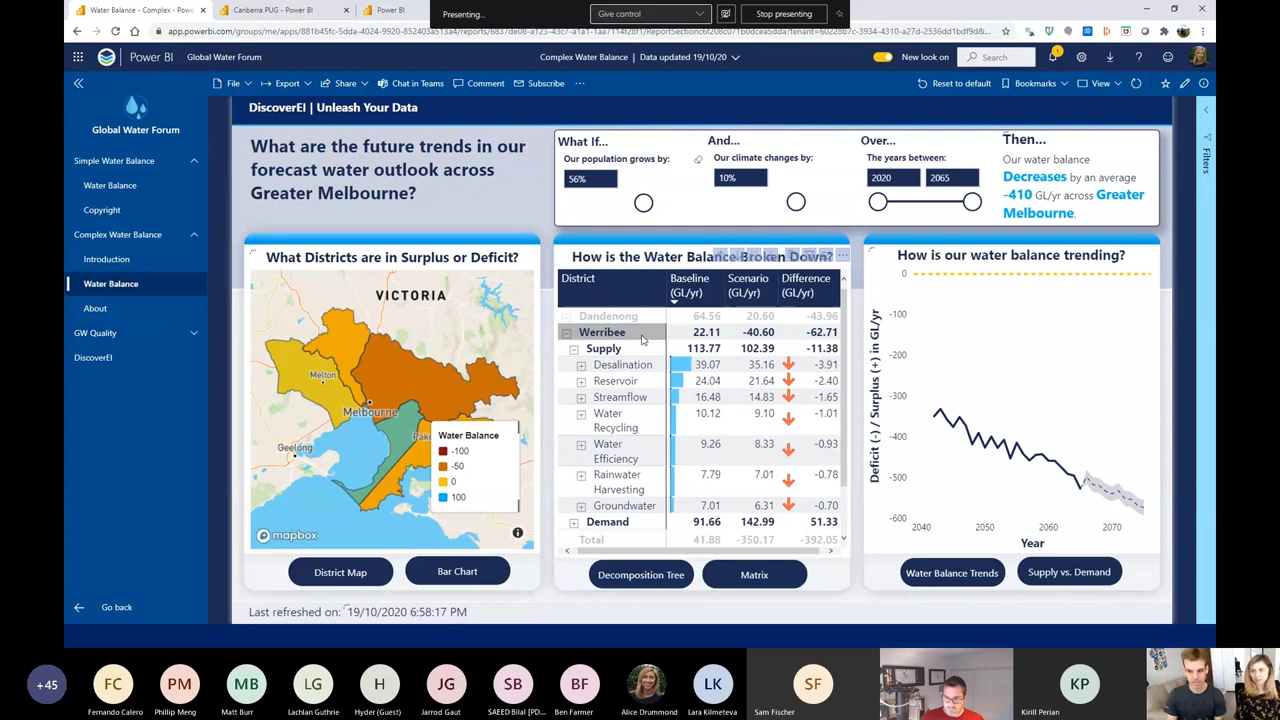 Water Balance - Complex - Powe
Canberra PUG - Power BI
Power BI
Presenting...
Give control
Stop presenting
Power BI
Global Water Forum
Complex Water Balance | Data updated 19/10/20
New look on
Search
File
Export
Share
Chat in Teams
Comment
Subscribe
Reset to default
Bookmarks
View
Global Water Forum
Simple Water Balance
Water Balance
Copyright
Complex Water Balance
Introduction
Water Balance
About
GW Quality
DiscoverEI
Go back
DiscoverEI | Unleash Your Data
What are the future trends in our
forecast water outlook across
Greater Melbourne?
What If...
Our population grows by:
56%
And...
Our climate changes by:
10%
Over...
The years between:
2020 2065
Then...
Our water balance
Decreases by an average
-410 GL/yr across Greater
Melbourne.
Filters
What Districts are in Surplus or Deficit?
VICTORIA
Melton
Melbourne
Geelong
Water Balance
-100
-50
0
100
mapbox
District Map
Bar Chart
How is the Water Balance Broken Down?
District Baseline (GL/yr) Scenario (GL/yr) Difference (GL/yr)
Dandenong 64.56 20.60 -43.96
Werribee 22.11 -40.60 -62.71
Supply 113.77 102.39 -11.38
Desalination 39.07 35.16 -3.91
Reservoir 24.04 21.64 -2.40
Streamflow 16.48 14.83 -1.65
Water Recycling 10.12 9.10 -1.01
Water Efficiency 9.26 8.33 -0.93
Rainwater Harvesting 7.79 7.01 -0.78
Groundwater 7.01 6.31 -0.70
Demand 91.66 142.99 51.33
Total 41.88 -350.17 -392.05
Decomposition Tree
Matrix
How is our water balance trending?
Deficit (-) / Surplus (+) in GL/yr
0
-100
-200
-300
-400
-500
-600
2040 2050 2060 2070
Year
Water Balance Trends
Supply vs. Demand
Last refreshed on: 19/10/2020 6:58:17 PM
+45
FC
PM
MB
LG
H
JG
SB
BF
LK
SF
KP
Fernando Calero
Phillip Meng
Matt Burr
Lachlan Guthrie
Hyder (Guest)
Jarrod Gaut
SAEED Bilal [PD...
Ben Farmer
Alice Drummond
Lara Kilmeteva
Sam Fischer
Kirill Perian